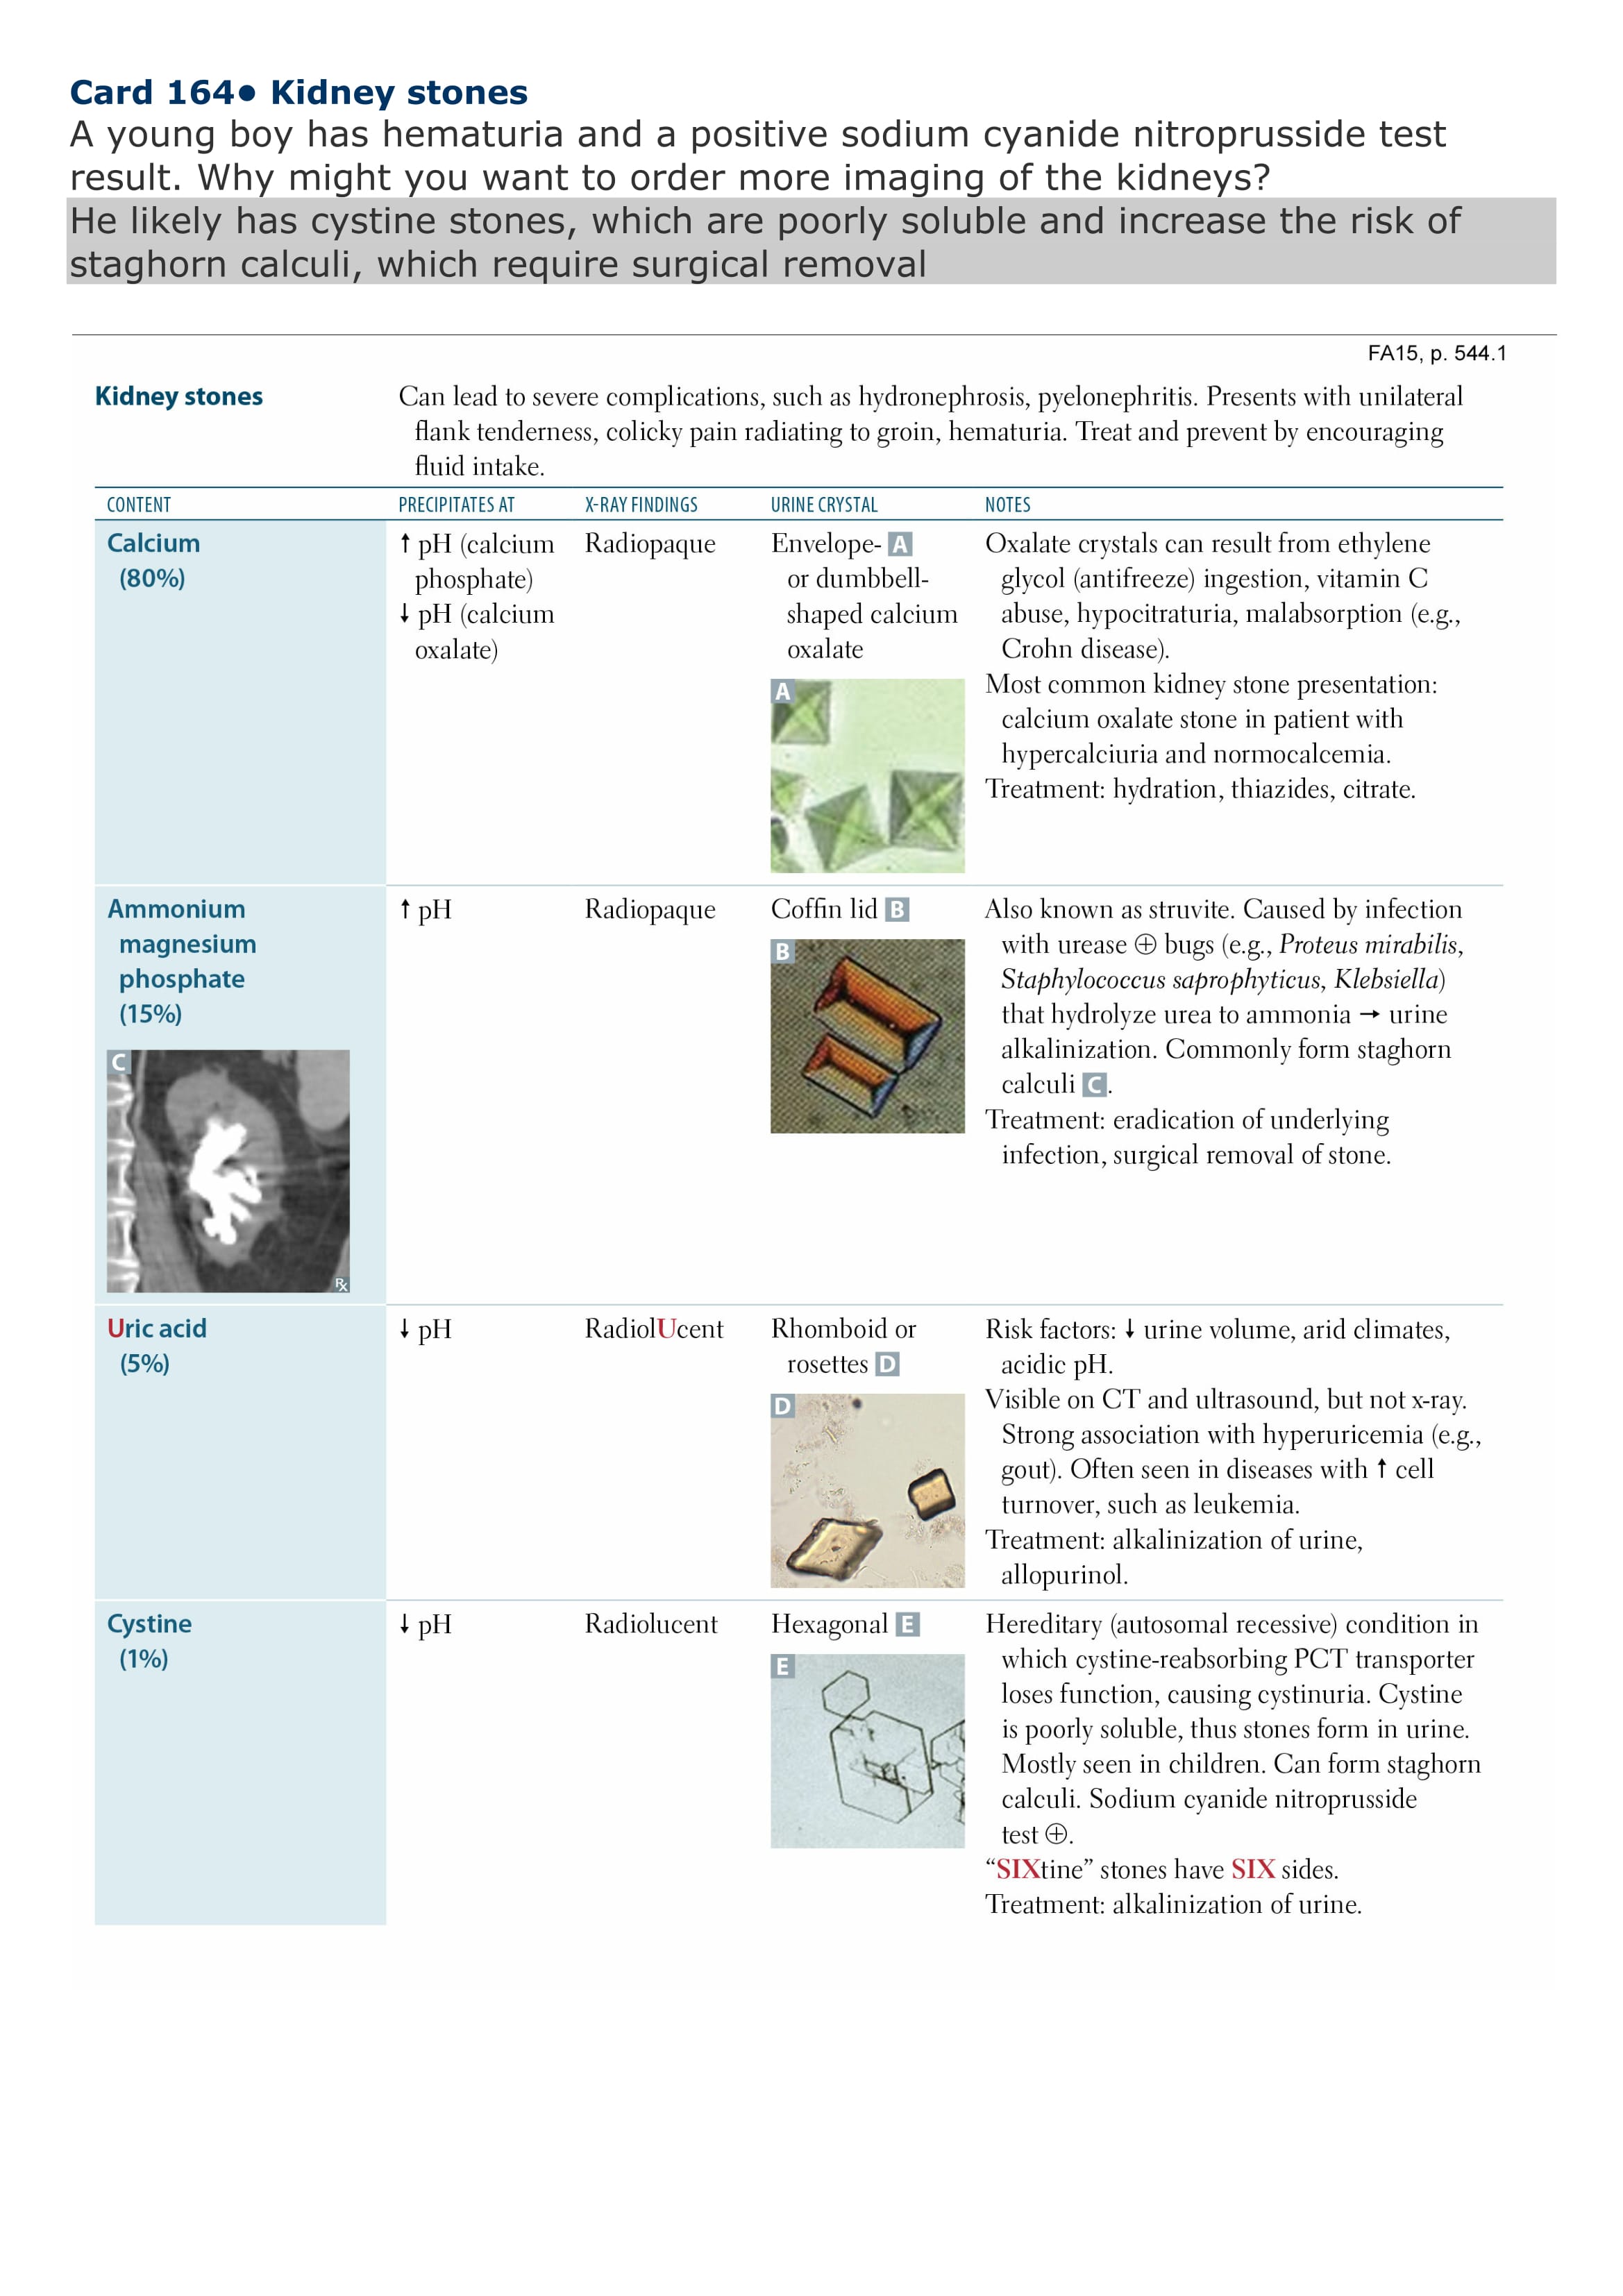 Card 164• Kidney stones
A young boy has hematuria and a positive sodium cyanide nitroprusside test
result. Why might you want to order more imaging of the kidneys?
He likely has cystine stones, which are poorly soluble and increase the risk of
staghorn calculi, which require surgical removal
FA15, p. 544.1
Kidney stones
Can lead to severe complications, such as hydronephrosis, pyelonephritis. Presents with unilateral
flank tenderness, colicky pain radiating to groin, hematuria. Treat and prevent by encouraging
fluid intake.
CONTENT PRECIPITATES AT X-RAY FINDINGS URINE CRYSTAL NOTES
Calcium
(80%)
↑ pH (calcium
phosphate)
↓ pH (calcium
oxalate)
Radiopaque
Envelope- A
or dumbbell-
shaped calcium
oxalate
A
Oxalate crystals can result from ethylene
glycol (antifreeze) ingestion, vitamin C
abuse, hypocitraturia, malabsorption (e.g.,
Crohn disease).
Most common kidney stone presentation:
calcium oxalate stone in patient with
hypercalciuria and normocalcemia.
Treatment: hydration, thiazides, citrate.
Ammonium
magnesium
phosphate
(15%)
C
℞
↑ pH
Radiopaque
Coffin lid B
B
Also known as struvite. Caused by infection
with urease ⊕ bugs (e.g., Proteus mirabilis,
Staphylococcus saprophyticus, Klebsiella)
that hydrolyze urea to ammonia → urine
alkalinization. Commonly form staghorn
calculi C.
Treatment: eradication of underlying
infection, surgical removal of stone.
Uric acid
(5%)
↓ pH
RadiolUcent
Rhomboid or
rosettes D
D
Risk factors: ↓ urine volume, arid climates,
acidic pH.
Visible on CT and ultrasound, but not x-ray.
Strong association with hyperuricemia (e.g.,
gout). Often seen in diseases with ↑ cell
turnover, such as leukemia.
Treatment: alkalinization of urine,
allopurinol.
Cystine
(1%)
↓ pH
Radiolucent
Hexagonal E
E
Hereditary (autosomal recessive) condition in
which cystine-reabsorbing PCT transporter
loses function, causing cystinuria. Cystine
is poorly soluble, thus stones form in urine.
Mostly seen in children. Can form staghorn
calculi. Sodium cyanide nitroprusside
test ⊕.
“SIXtine” stones have SIX sides.
Treatment: alkalinization of urine.